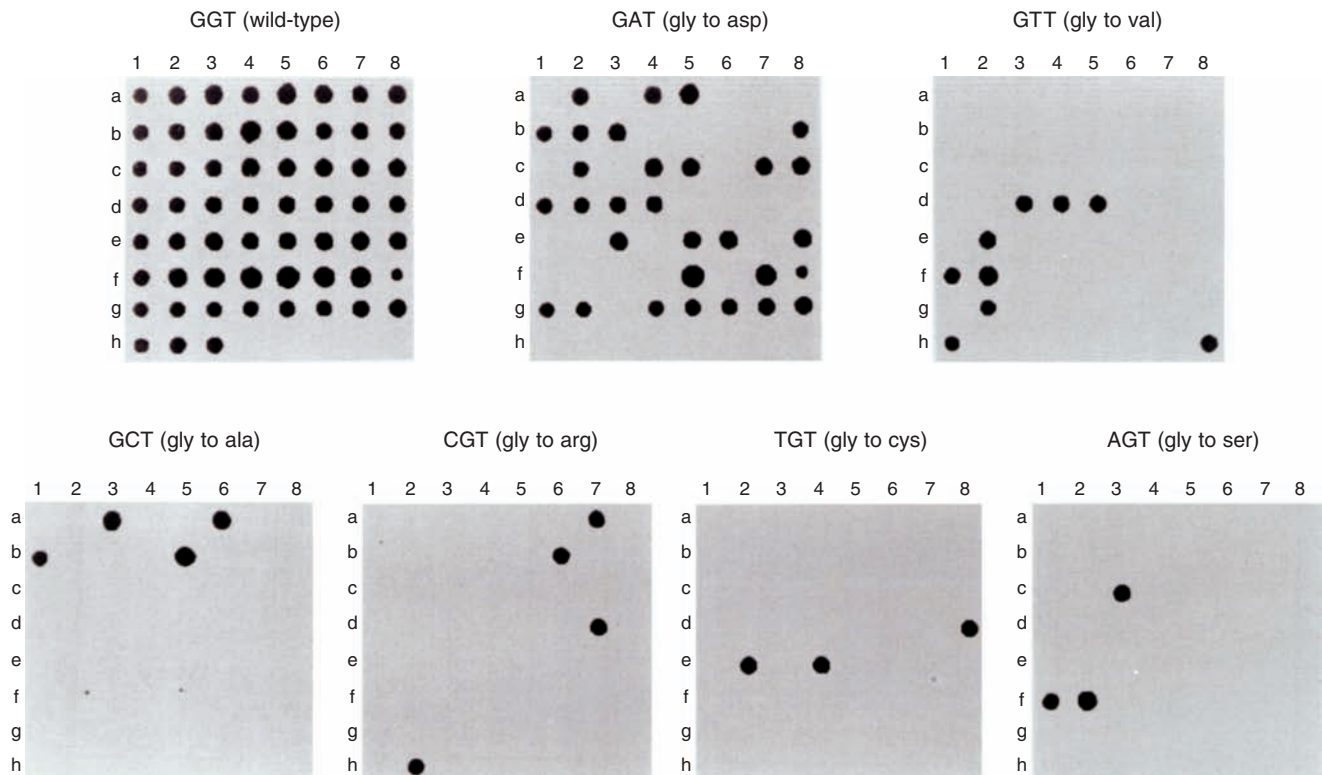 GGT (wild-type)
1 2 3 4 5 6 7 8
a
b
c
d
e
f
g
h
GAT (gly to asp)
1 2 3 4 5 6 7 8
a
b
c
d
e
f
g
h
GTT (gly to val)
1 2 3 4 5 6 7 8
a
b
c
d
e
f
g
h
GCT (gly to ala)
1 2 3 4 5 6 7 8
a
b
c
d
e
f
g
h
CGT (gly to arg)
1 2 3 4 5 6 7 8
a
b
c
d
e
f
g
h
TGT (gly to cys)
1 2 3 4 5 6 7 8
a
b
c
d
e
f
g
h
AGT (gly to ser)
1 2 3 4 5 6 7 8
a
b
c
d
e
f
g
h